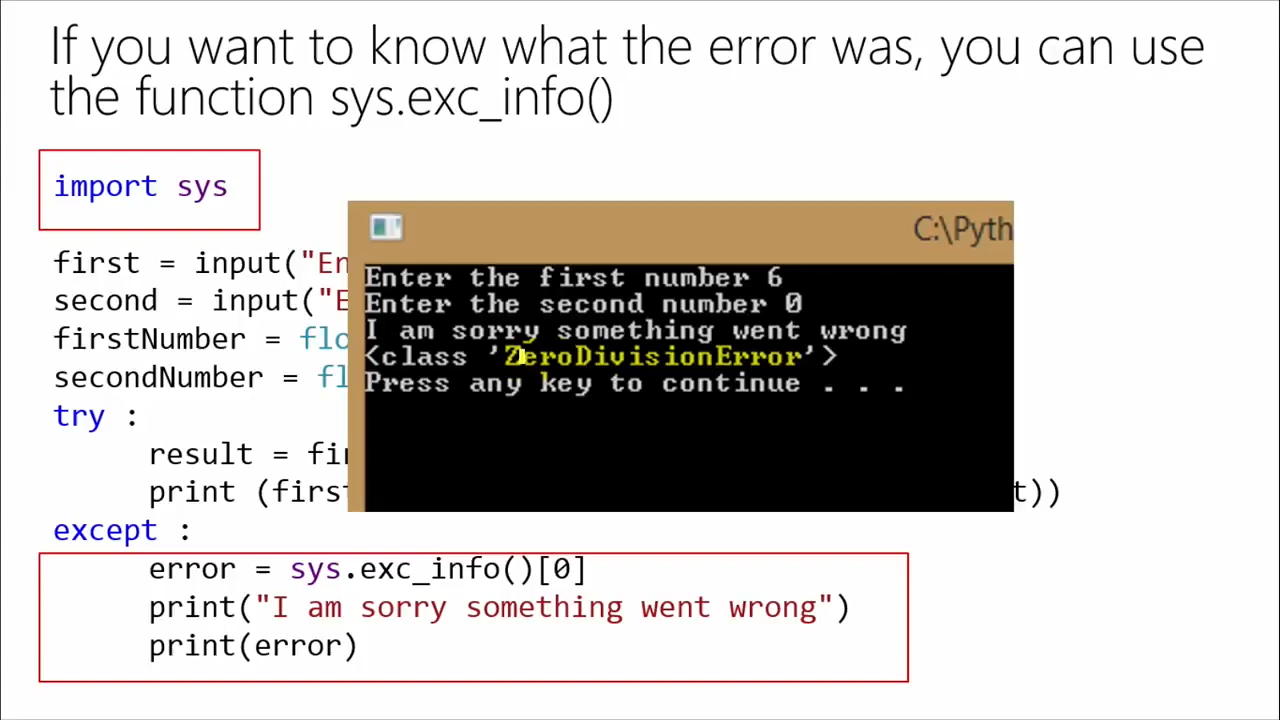 If you want to know what the error was, you can use
the function sys.exc_info()
import sys
first = input("En
second = input("E
firstNumber = flo
secondNumber = fl
try :
result = fi
print (first
t))
except :
error = sys.exc_info()[0]
print("I am sorry something went wrong")
print(error)
C:\Pyth
Enter the first number 6
Enter the second number 0
I am sorry something went wrong
<class 'ZeroDivisionError'>
Press any key to continue . . .